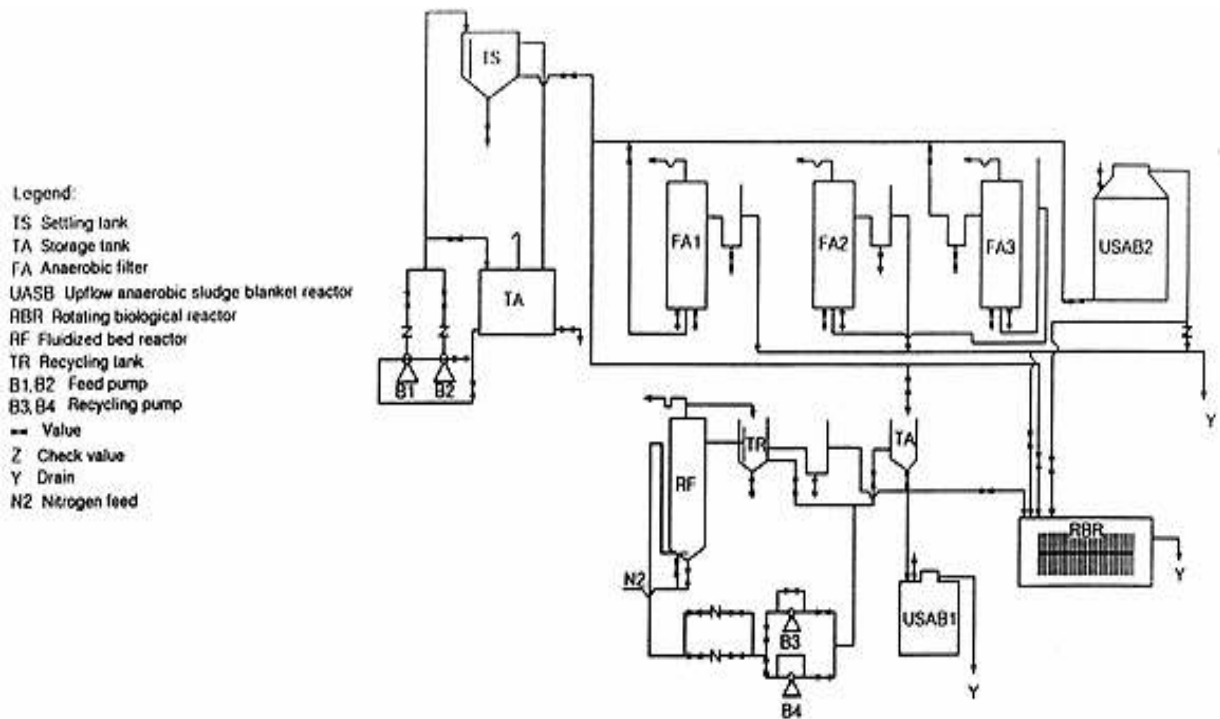 Legend:
TS Settling tank
TA Storage tank
FA Anaerobic filter
UASB Upflow anaerobic sludge blanket reactor
RBR Rotating biological reactor
RF Fluidized bed reactor
TR Recycling tank
B1,B2 Feed pump
B3,B4 Recycling pump
Value
Z Check value
Y Drain
N2 Nitrogen feed
TS
TA
B1
B2
Z
Z
FA1
FA2
FA3
USAB2
Z
Y
RF
TR
TA
N2
N
N
B3
B4
USAB1
Y
RBR
Y